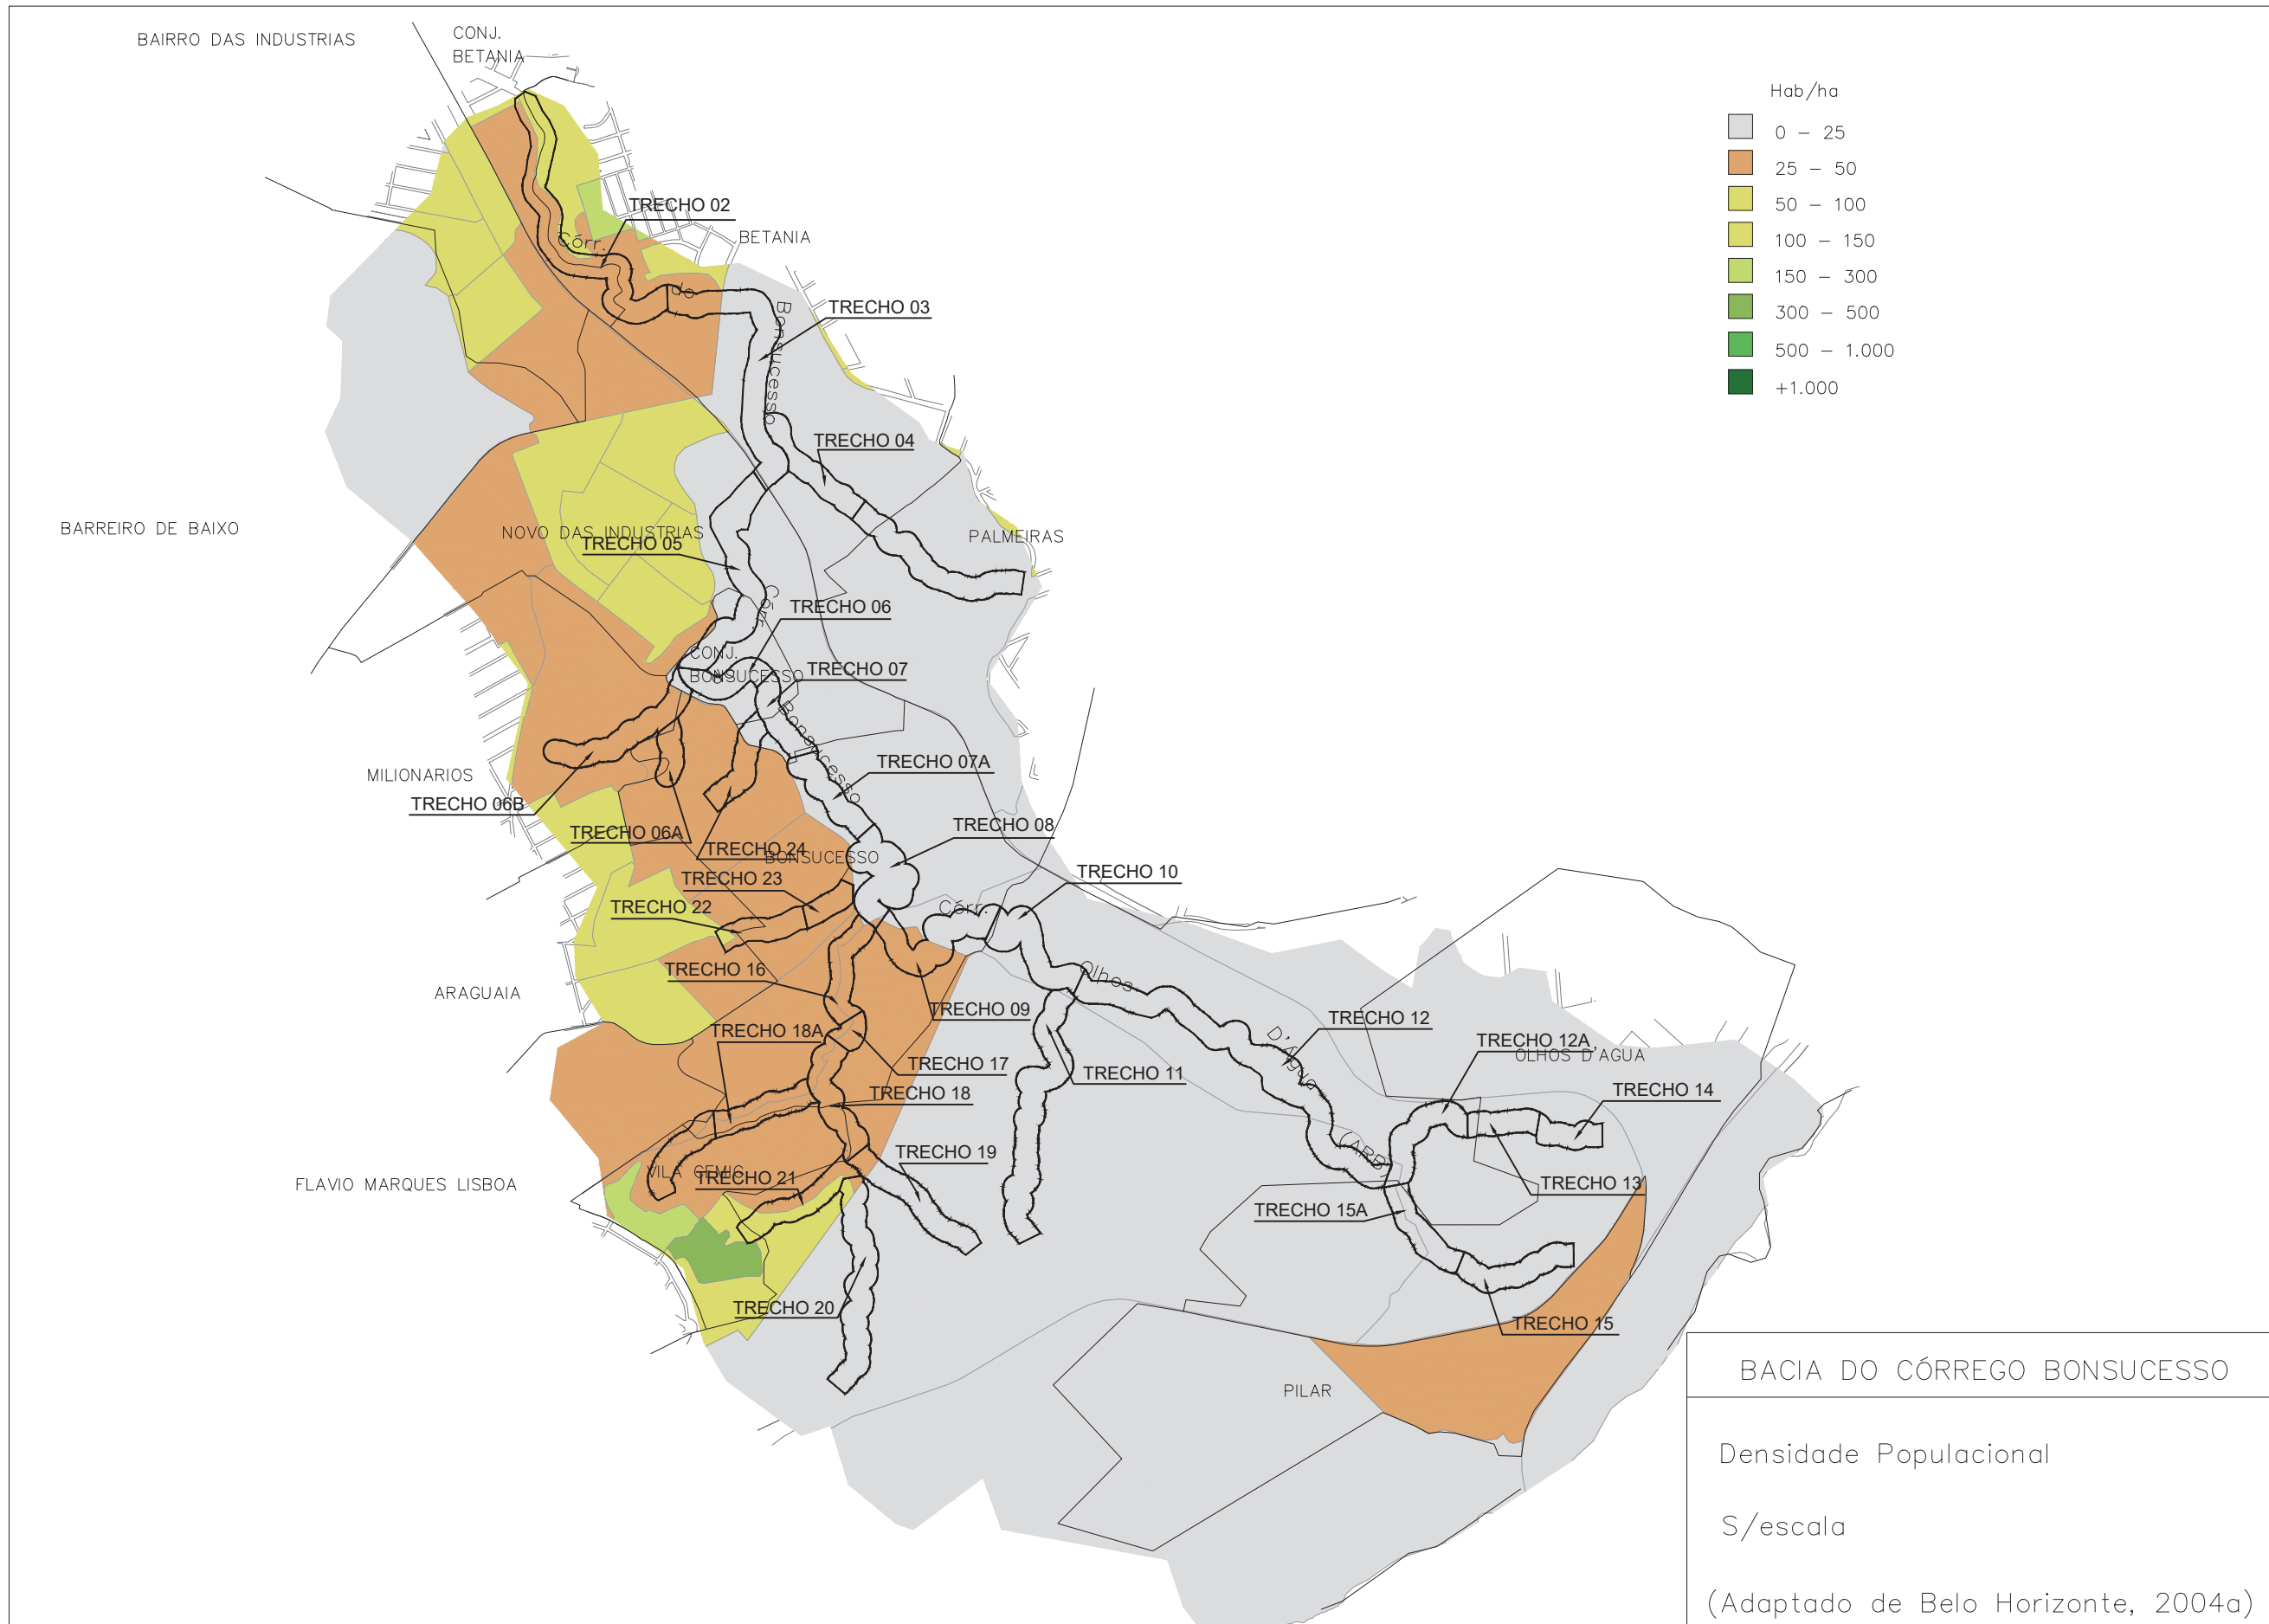 BAIRRO DAS INDUSTRIAS
CONJ.
BETANIA
Hab/ha
0 - 25
25 - 50
50 - 100
100 - 150
150 - 300
300 - 500
500 - 1.000
+1.000
TRECHO 02
Córr.
BETANIA
do
Bonsucesso
TRECHO 03
TRECHO 04
BARREIRO DE BAIXO
NOVO DAS INDUSTRIAS
TRECHO 05
PALMEIRAS
Córr.
TRECHO 06
CONJ.
BONSUCESSO
do
TRECHO 07
Bonsucesso
TRECHO 07A
MILIONARIOS
TRECHO 06B
TRECHO 06A
TRECHO 24
BONSUCESSO
TRECHO 08
TRECHO 23
TRECHO 10
TRECHO 22
Córr.
TRECHO 16
Olhos
D'Água
ARAGUAIA
TRECHO 09
TRECHO 18A
TRECHO 12
TRECHO 12A
OLHOS D'AGUA
TRECHO 17
TRECHO 11
TRECHO 18
TRECHO 14
TRECHO 19
VILA CEMIG
TRECHO 21
FLAVIO MARQUES LISBOA
TRECHO 13
TRECHO 15A
TRECHO 20
TRECHO 15
PILAR
BACIA DO CÓRREGO BONSUCESSO
Densidade Populacional
S/escala
(Adaptado de Belo Horizonte, 2004a)